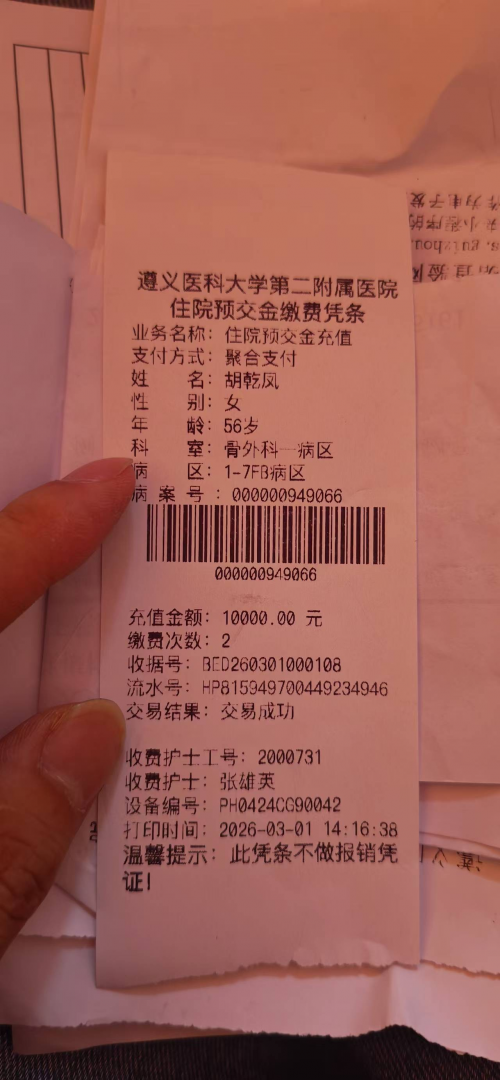 遵义医科大学第二附属医院
住院预交金缴费凭条
业务名称: 住院预交金充值
支付方式: 聚合支付
姓 名: 胡乾凤
性 别: 女
年 龄: 56岁
科 室: 骨外科一病区
病 区: 1-7FB病区
病 案 号 : 000000949066
000000949066
充值金额: 10000.00 元
缴费次数: 2
收据号: BED260301000108
流水号: HP815949700449234946
交易结果: 交易成功
收费护士工号: 2000731
收费护士: 张雄英
设备编号: PH0424CG90042
打印时间: 2026-03-01 14:16:38
温馨提示: 此凭条不做报销凭
证!
作为电子发